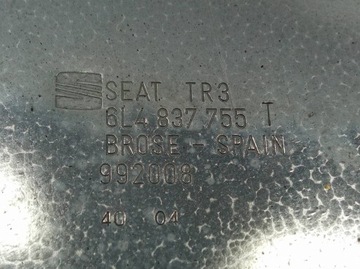 SEAT TR3
6L4 837 755 T
BROSE - SPAIN
992008
40 04